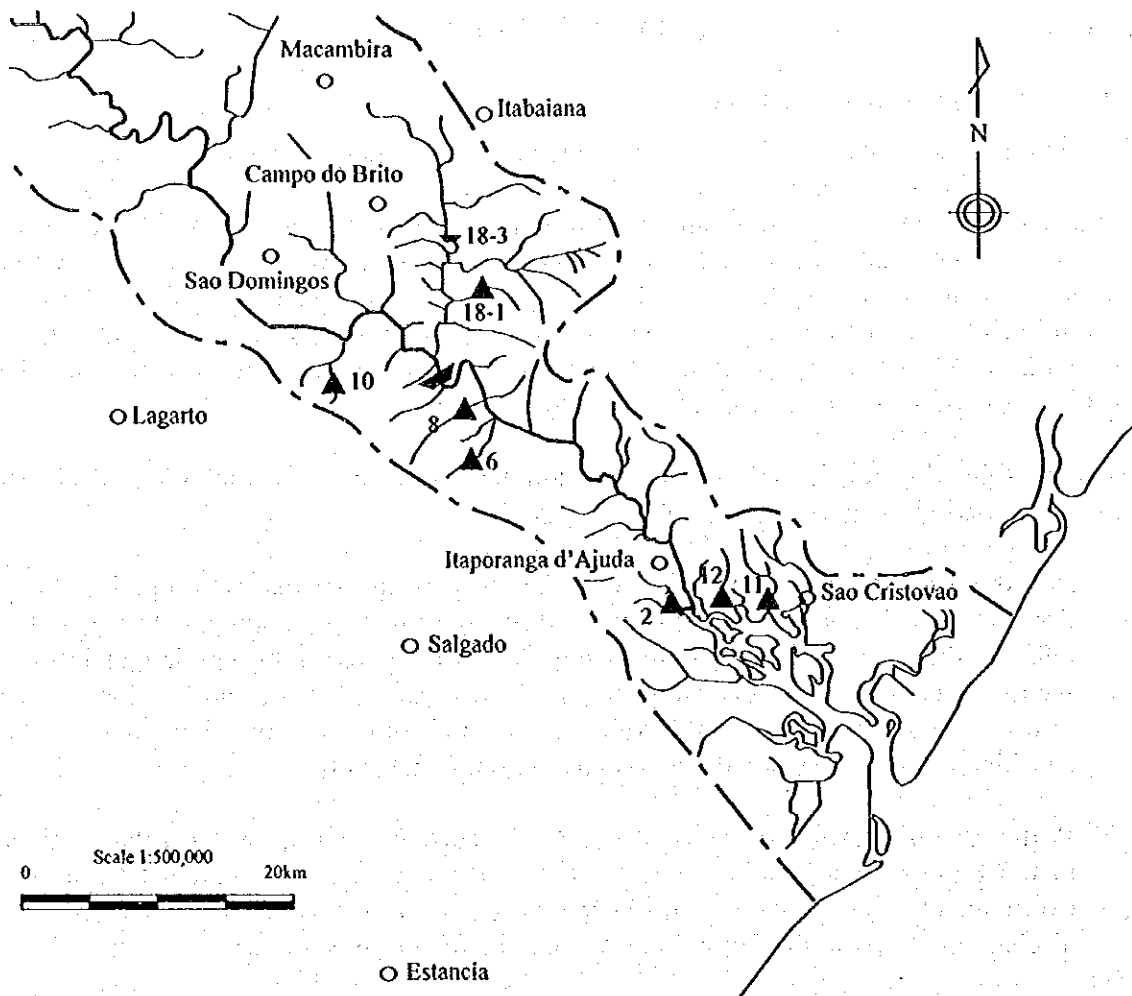 Macambira
Itabaiana
N
Campo do Brito
18-3
Sao Domingos
18-1
10
Lagarto
8
6
Itaporanga d'Ajuda
12
11
Sao Cristovao
2
Salgado
Scale 1:500,000
0
20km
Estancia